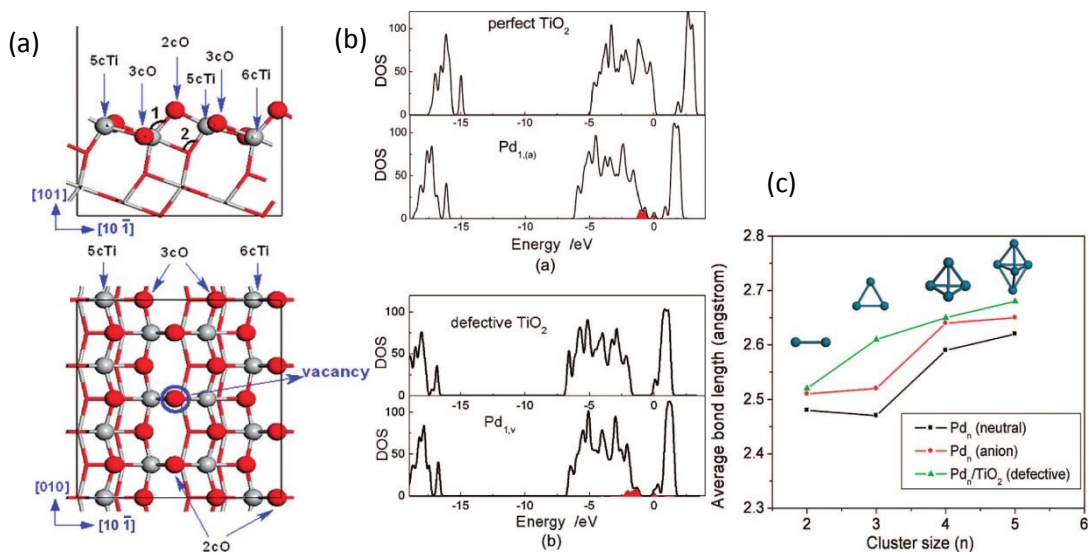 (a)
2cO
3cO
5cTi
5cTi
3cO
6cTi
1
2
[101]
[10 1̄]
5cTi
3cO
6cTi
vacancy
[010]
[10 1̄]
2cO
(b)
perfect TiO2
DOS
100
50
0
Pd1,(a)
DOS
100
50
0
-15
-10
-5
0
Energy /eV
(a)
defective TiO2
DOS
100
50
0
-15
-10
-5
0
Pd1,v
DOS
100
50
0
-15
-10
-5
0
Energy /eV
(b)
(c)
Average bond length (angstrom)
2.8
2.7
2.6
2.5
2.4
2.3
2
3
4
5
6
Cluster size (n)
Pdn (neutral)
Pdn (anion)
Pdn/TiO2 (defective)